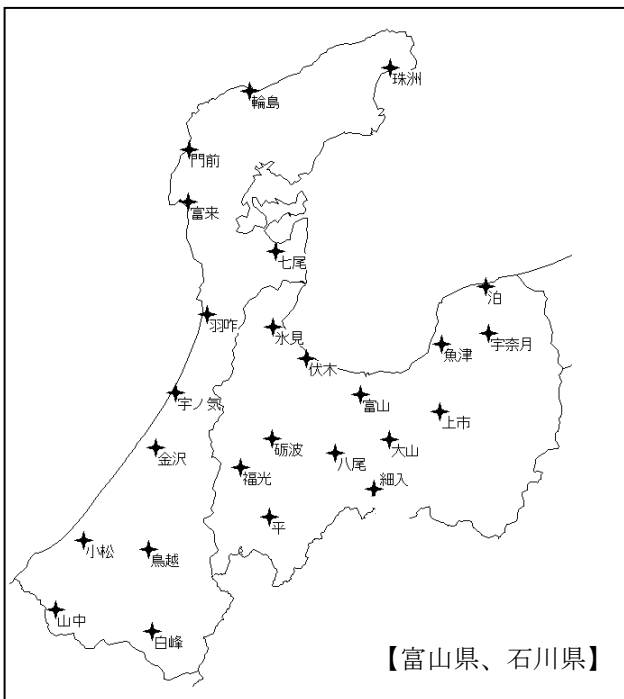 珠洲
輪島
門前
富来
七尾
泊
羽咋
氷見
宇奈月
魚津
伏木
宇ノ気
富山
上市
砺波
大山
金沢
八尾
福光
細入
平
小松
鳥越
山中
白峰
【富山県、石川県】